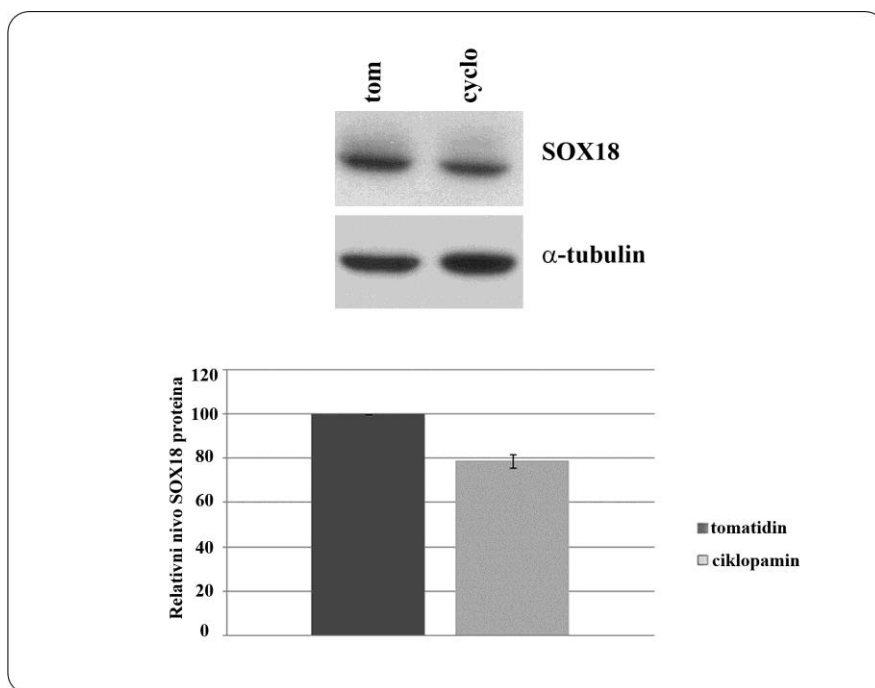 tom cyclo
SOX18
α-tubulin
Relativni nivo SOX18 proteina
120
100
80
60
40
20
0
tomatidin
ciklopamin